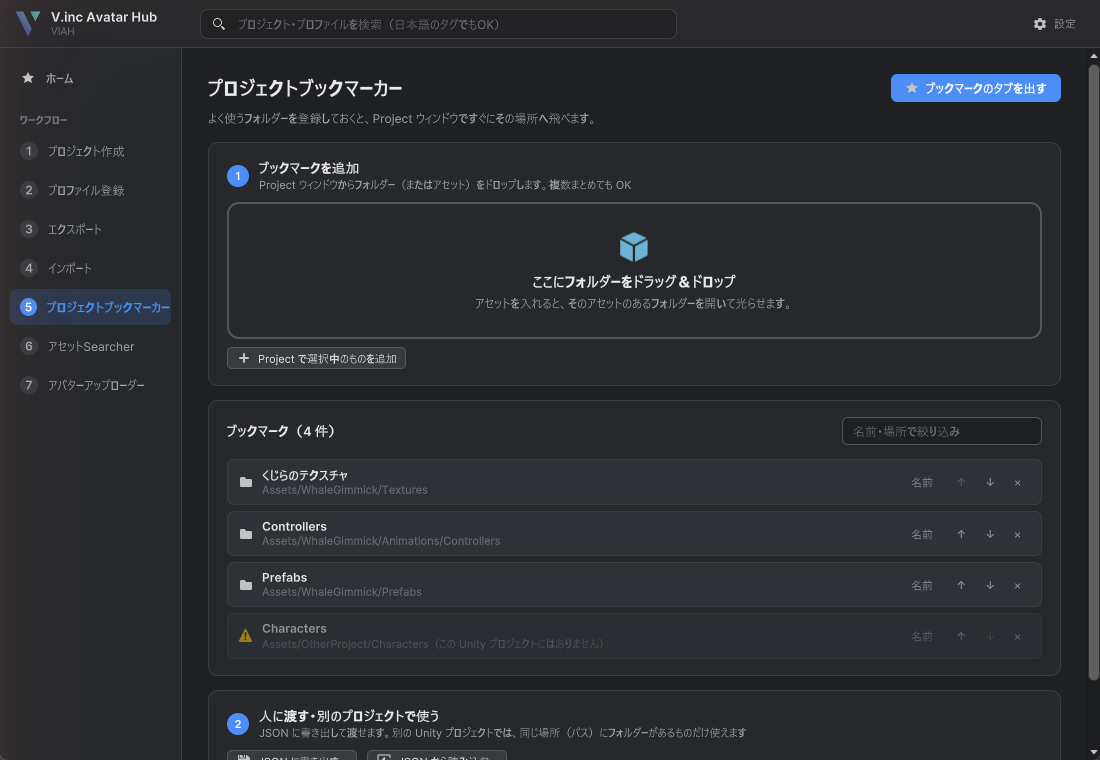 V.inc Avatar Hub
VIAH
プロジェクト・プロファイルを検索（日本語のタグでもOK）
設定
ホーム
ワークフロー
1 プロジェクト作成
2 プロファイル登録
3 エクスポート
4 インポート
5 プロジェクトブックマーカー
6 アセットSearcher
7 アバターアップローダー
プロジェクトブックマーカー
ブックマークのタブを出す
よく使うフォルダーを登録しておくと、Project ウィンドウですぐにその場所へ飛べます。
1 ブックマークを追加
Project ウィンドウからフォルダー（またはアセット）をドロップします。複数まとめても OK
ここにフォルダーをドラッグ＆ドロップ
アセットを入れると、そのアセットのあるフォルダーを開いて光らせます。
Project で選択中のものを追加
ブックマーク（4 件）
名前・場所で絞り込み
くじらのテクスチャ
Assets/WhaleGimmick/Textures
名前 ↑ ↓ ×
Controllers
Assets/WhaleGimmick/Animations/Controllers
名前 ↑ ↓ ×
Prefabs
Assets/WhaleGimmick/Prefabs
名前 ↑ ↓ ×
Characters
Assets/OtherProject/Characters（この Unity プロジェクトにはありません）
名前 ↑ ↓ ×
2 人に渡す・別のプロジェクトで使う
JSON に書き出して渡せます。別の Unity プロジェクトでは、同じ場所（パス）にフォルダーがあるものだけ使えます
JSON に書き出す
JSON から読み込む